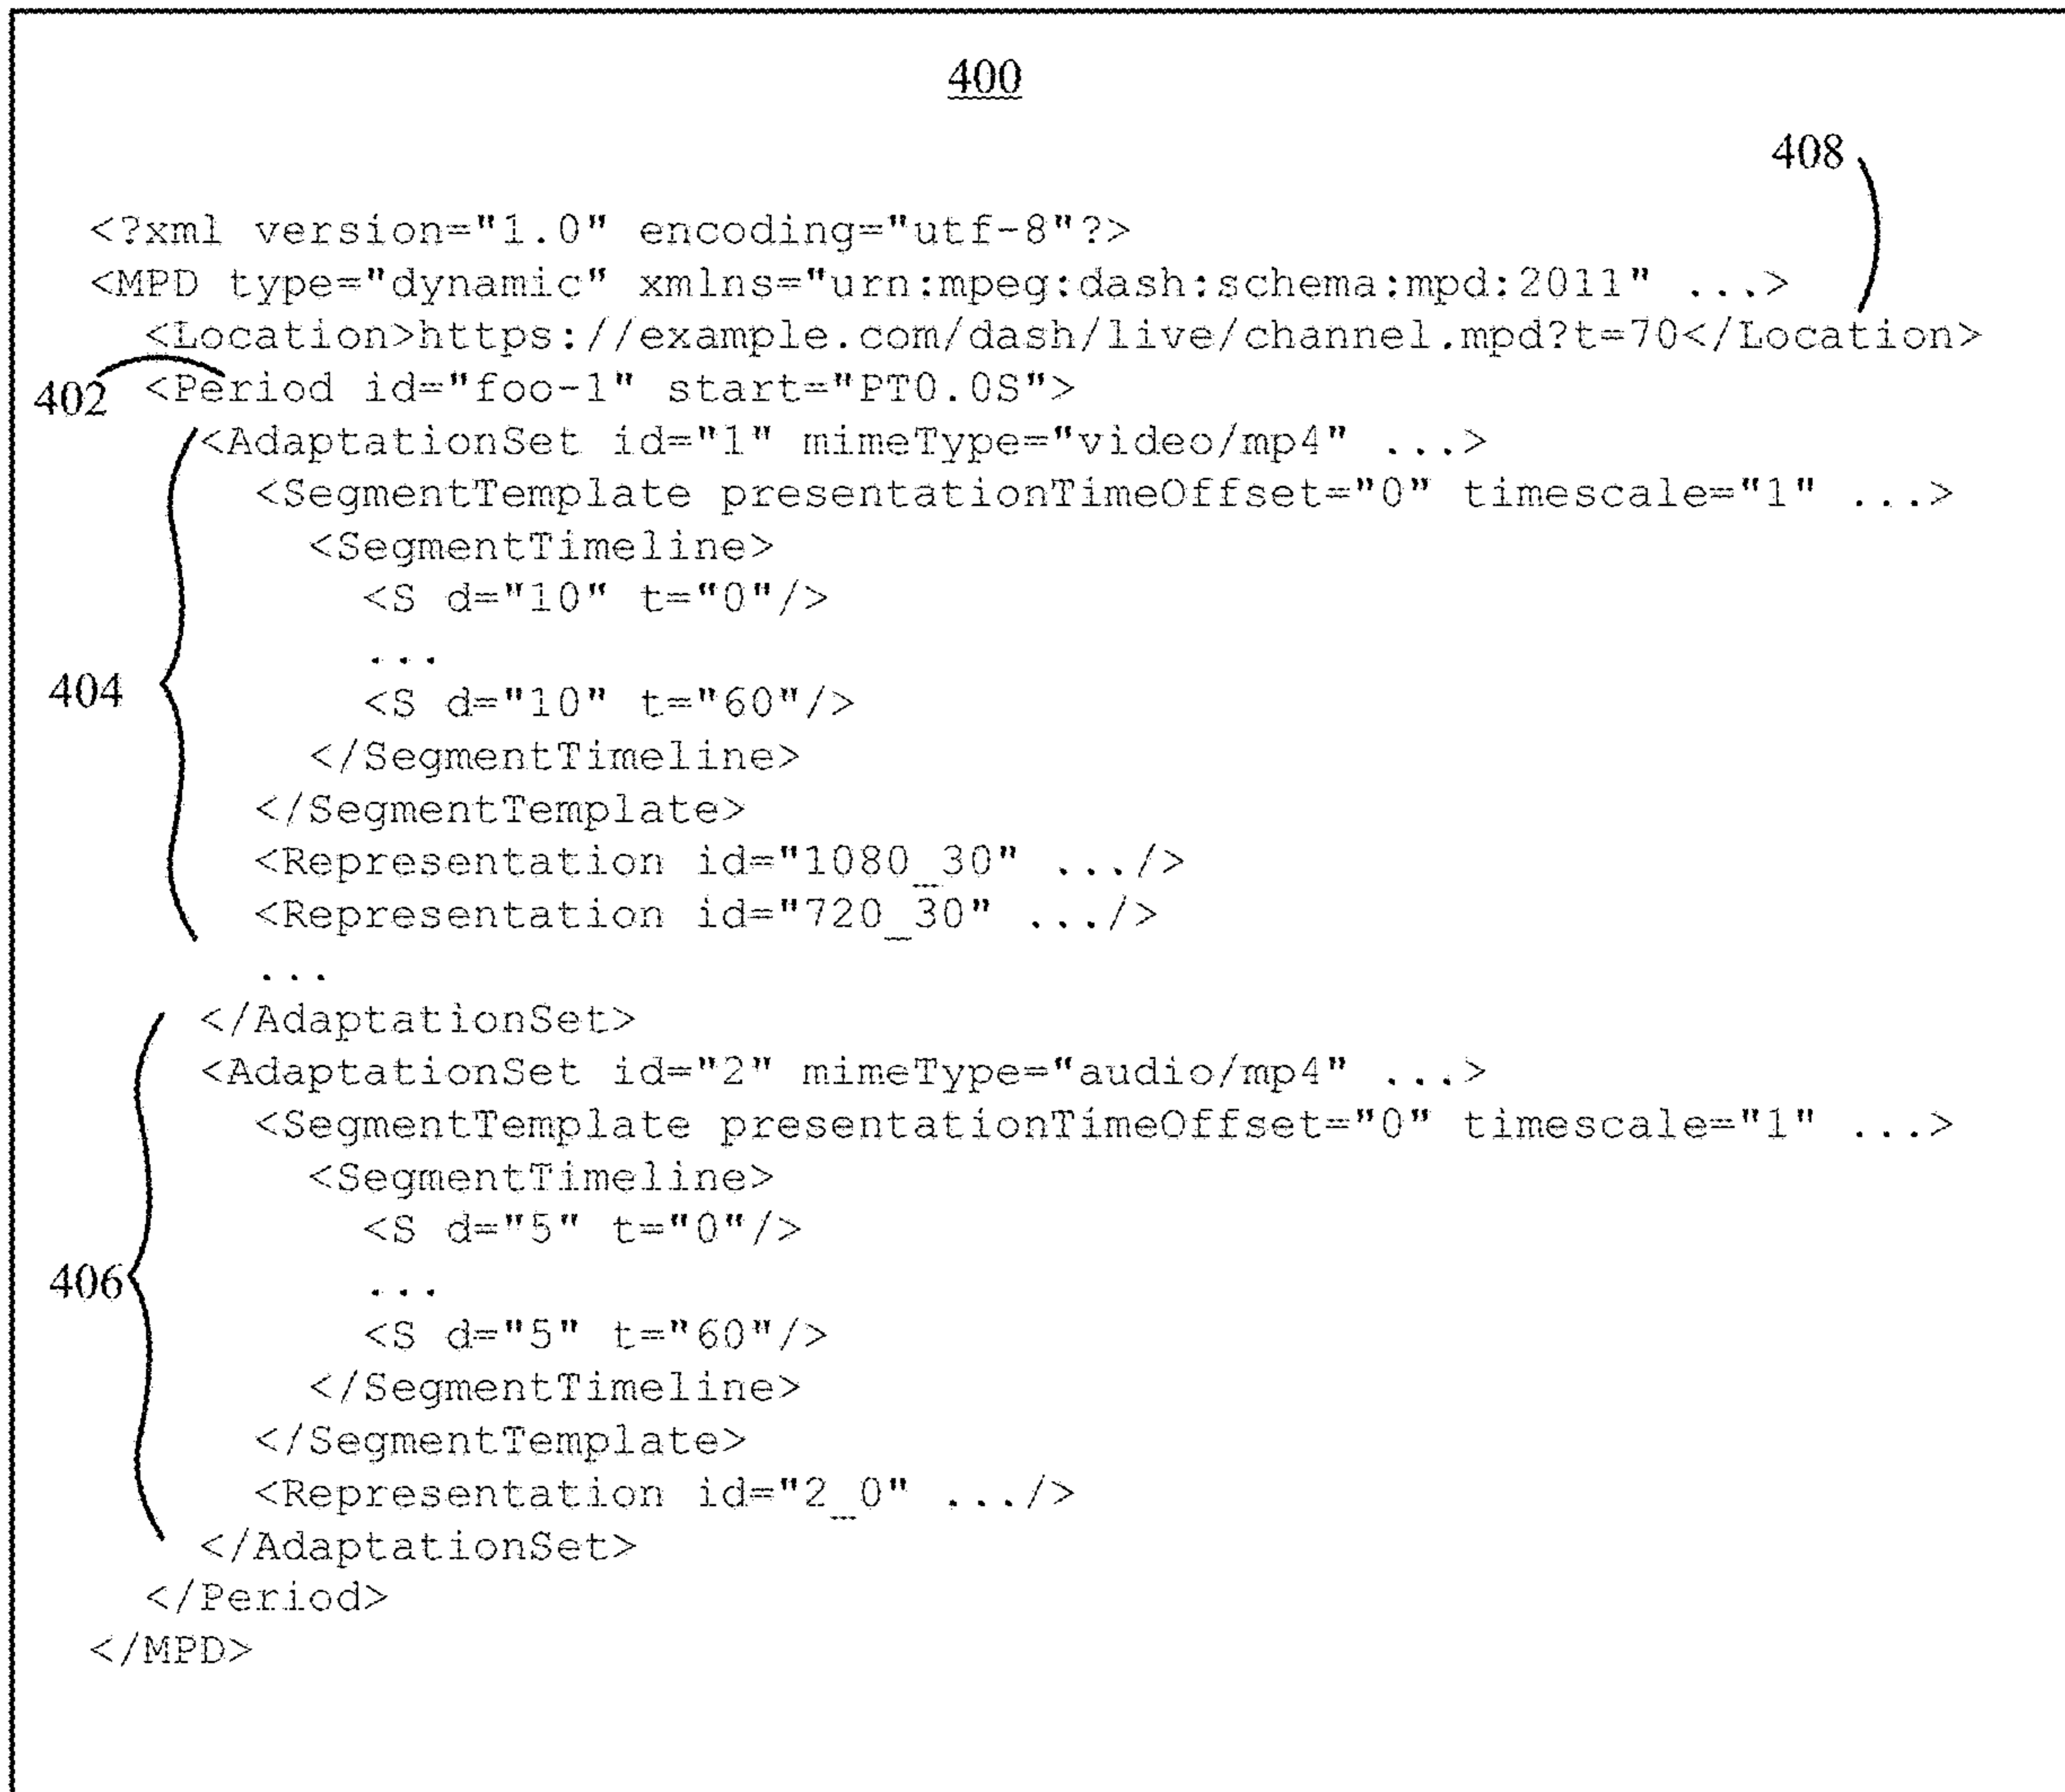 400
408
<?xml version="1.0" encoding="utf-8"?>
<MPD type="dynamic" xmlns="urn:mpeg:dash:schema:mpd:2011" ...>
<Location>https://example.com/dash/live/channel.mpd?t=70</Location>
402 <Period id="foo-1" start="PT0.0S">
<AdaptationSet id="1" mimeType="video/mp4" ...>
<SegmentTemplate presentationTimeOffset="0" timescale="1" ...>
<SegmentTimeline>
<S d="10" t="0"/>
...
404 <S d="10" t="60"/>
</SegmentTimeline>
</SegmentTemplate>
<Representation id="1080_30" .../>
<Representation id="720_30" .../>
...
</AdaptationSet>
<AdaptationSet id="2" mimeType="audio/mp4" ...>
<SegmentTemplate presentationTimeOffset="0" timescale="1" ...>
<SegmentTimeline>
<S d="5" t="0"/>
406 ...
<S d="5" t="60"/>
</SegmentTimeline>
</SegmentTemplate>
<Representation id="2_0" .../>
</AdaptationSet>
</Period>
</MPD>